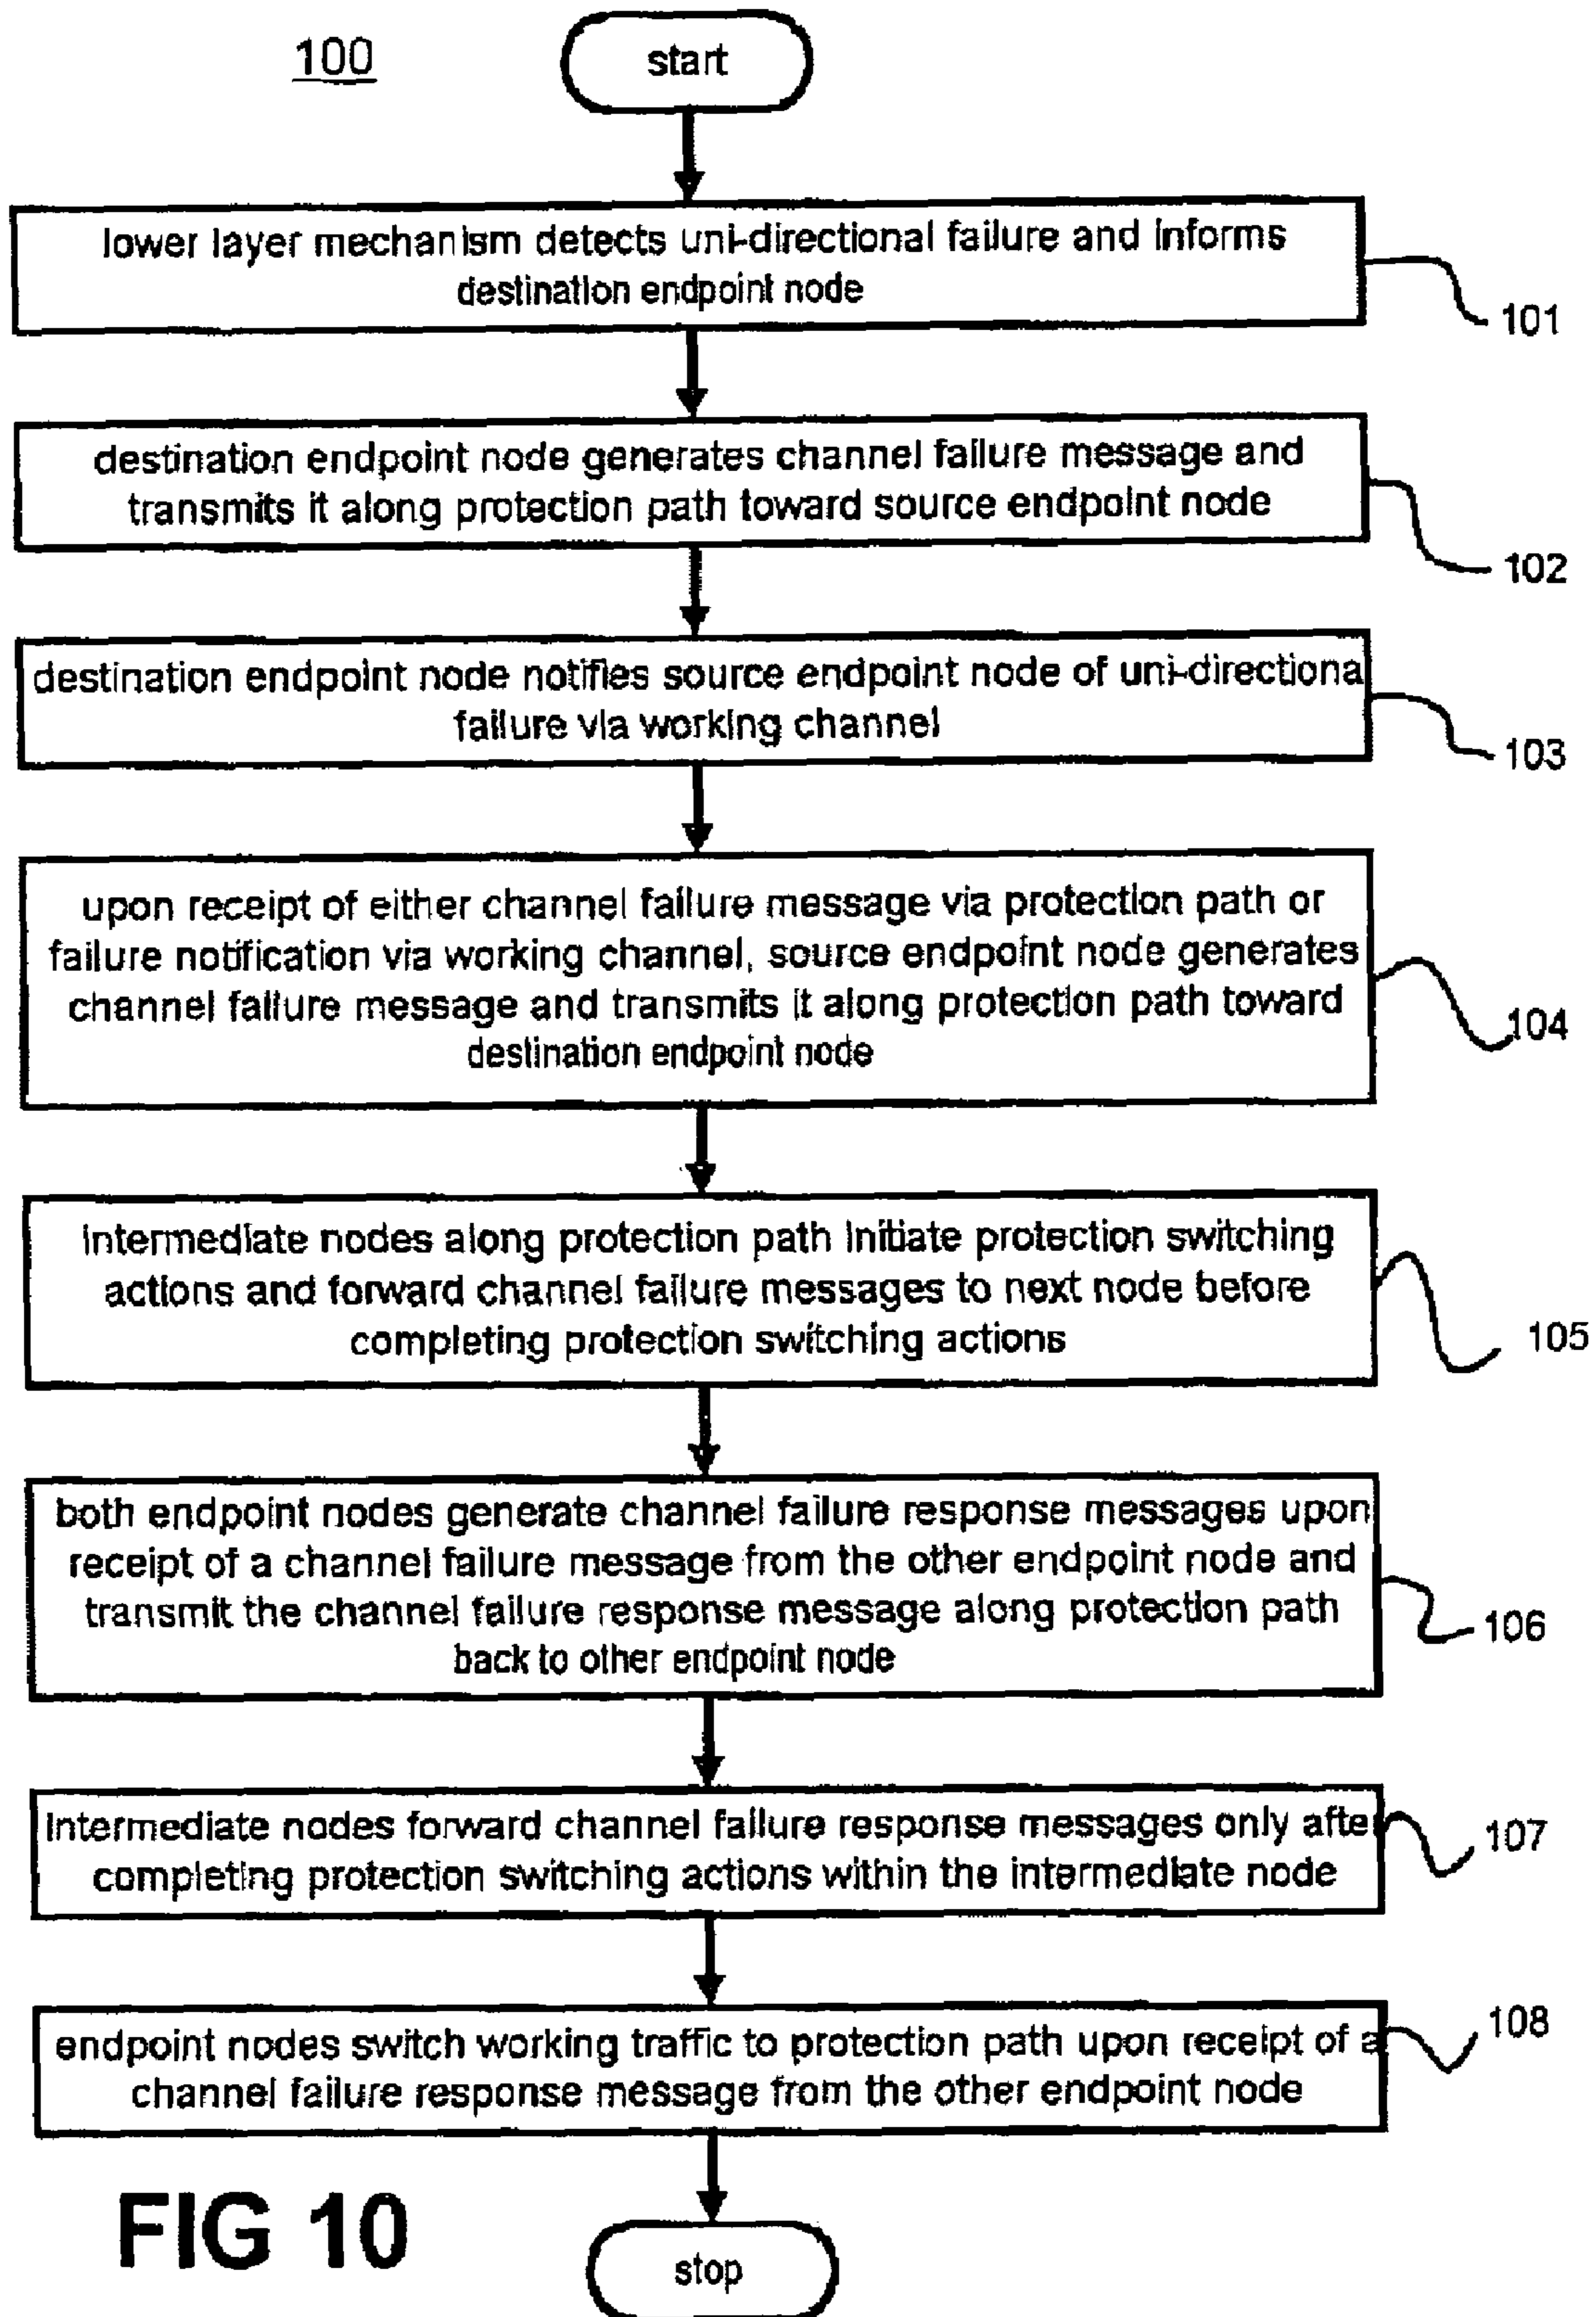 100
start
lower layer mechanism detects uni-directional failure and informs
destination endpoint node
101
destination endpoint node generates channel failure message and
transmits it along protection path toward source endpoint node
102
destination endpoint node notifies source endpoint node of uni-directiona
failure via working channel
103
upon receipt of either channel failure message via protection path or
failure notification via working channel, source endpoint node generates
channel failure message and transmits it along protection path toward
destination endpoint node
104
intermediate nodes along protection path initiate protection switching
actions and forward channel failure messages to next node before
completing protection switching actions
105
both endpoint nodes generate channel failure response messages upon
receipt of a channel failure message from the other endpoint node and
transmit the channel failure response message along protection path
back to other endpoint node
106
intermediate nodes forward channel failure response messages only after
completing protection switching actions within the intermediate node
107
endpoint nodes switch working traffic to protection path upon receipt of a
channel failure response message from the other endpoint node
108
FIG 10
stop